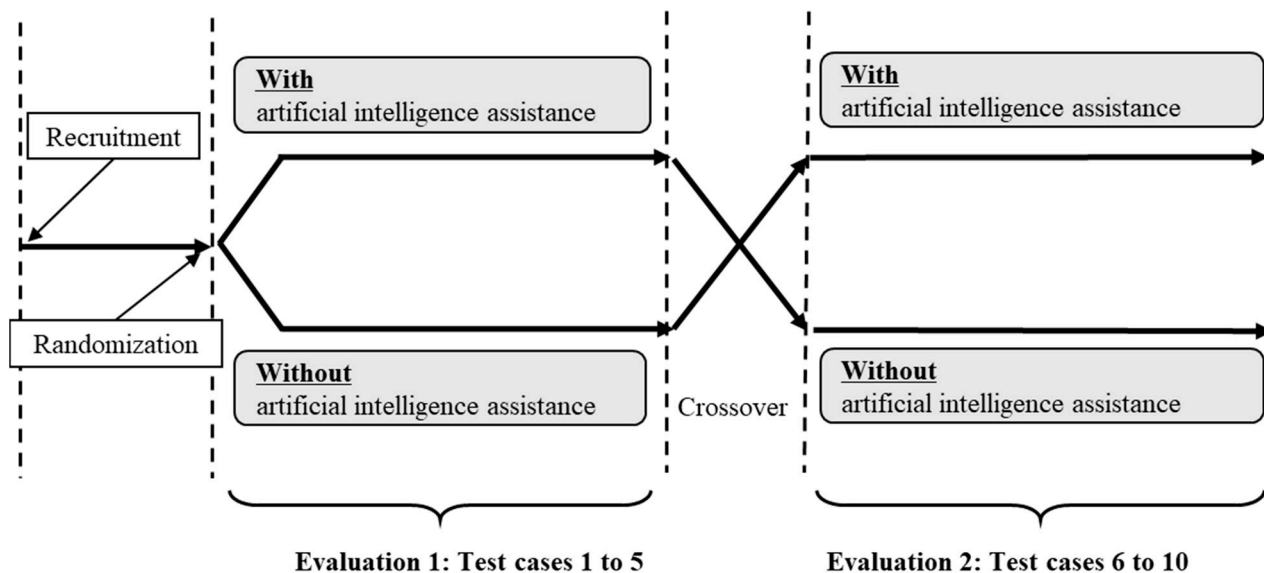 Recruitment
Randomization
With
artificial intelligence assistance
Without
artificial intelligence assistance
Crossover
With
artificial intelligence assistance
Without
artificial intelligence assistance
Evaluation 1: Test cases 1 to 5
Evaluation 2: Test cases 6 to 10